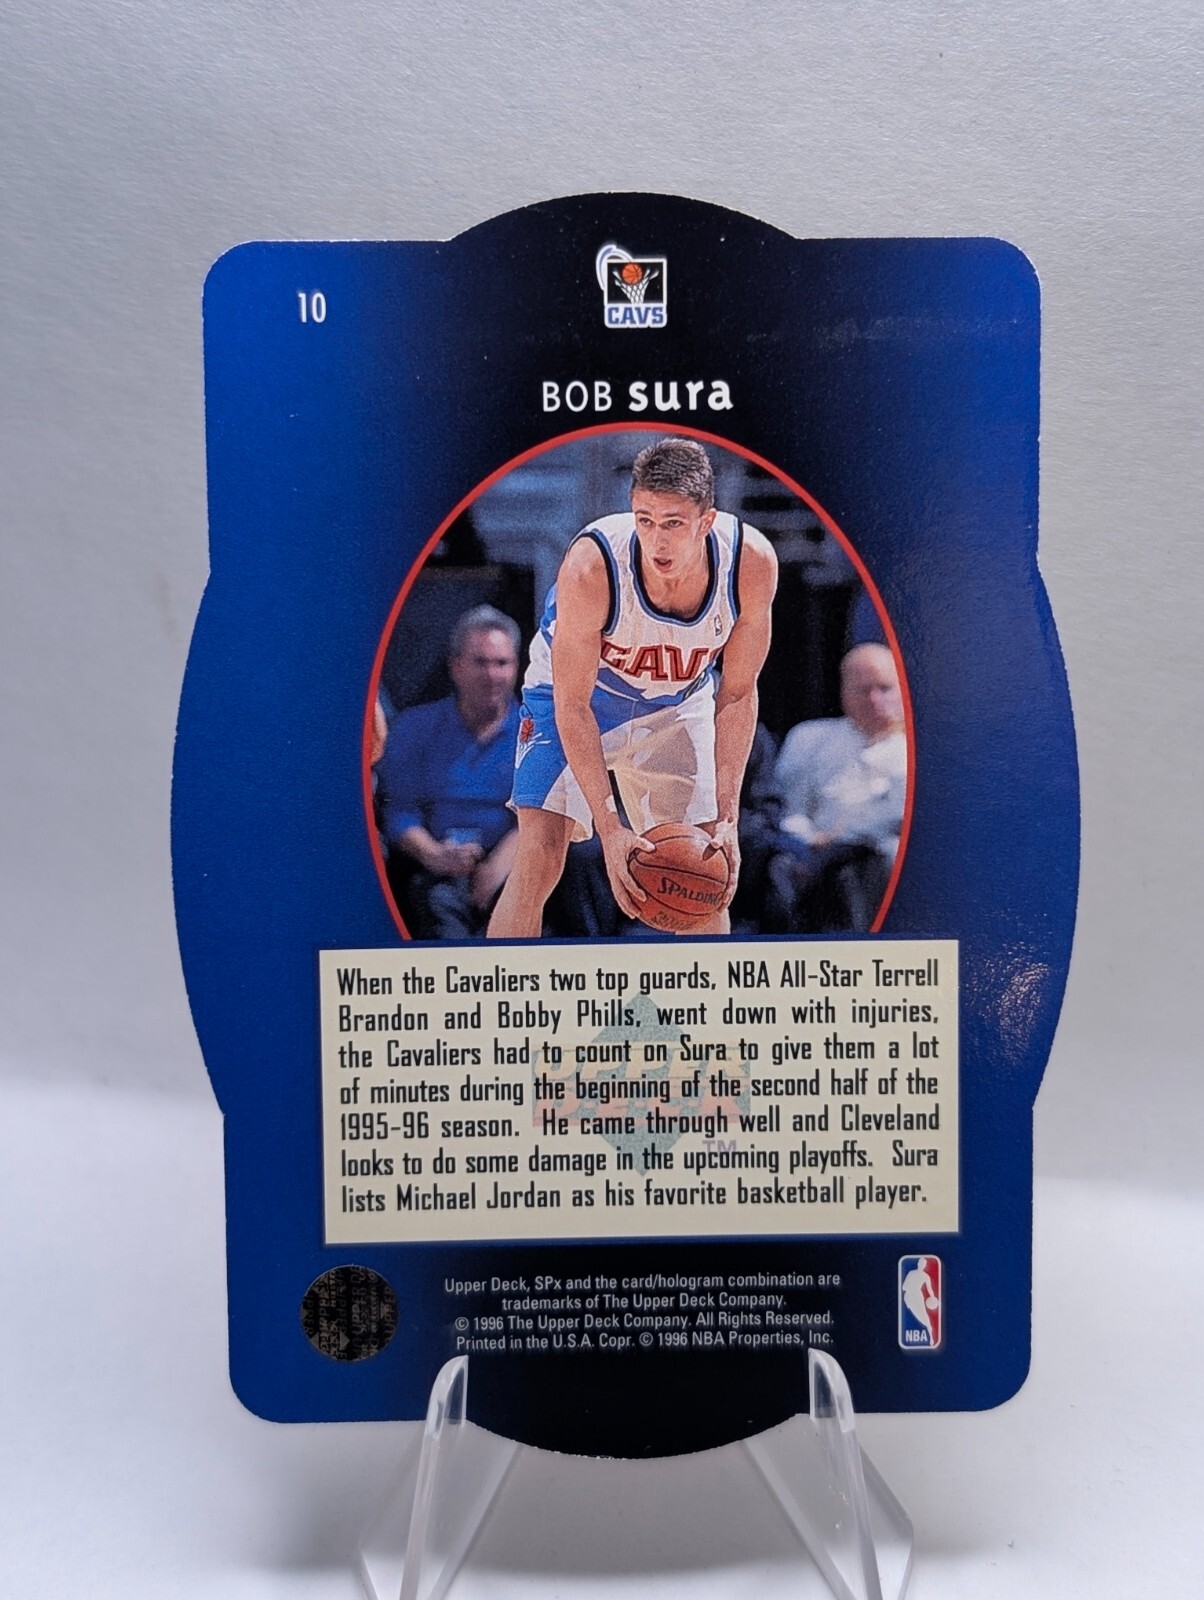 10
CAVS
BOB sura
CAV
SPALDING
When the Cavaliers two top guards, NBA All-Star Terrell
Brandon and Bobby Phills, went down with injuries,
the Cavaliers had to count on Sura to give them a lot
of minutes during the beginning of the second half of the
1995-96 season. He came through well and Cleveland
looks to do some damage in the upcoming playoffs. Sura
lists Michael Jordan as his favorite basketball player.
UPPER
DECK
TM
Upper Deck, SPx and the card/hologram combination are
trademarks of The Upper Deck Company.
© 1996 The Upper Deck Company. All Rights Reserved.
Printed in the U.S.A. Copr. © 1996 NBA Properties, Inc.
NBA